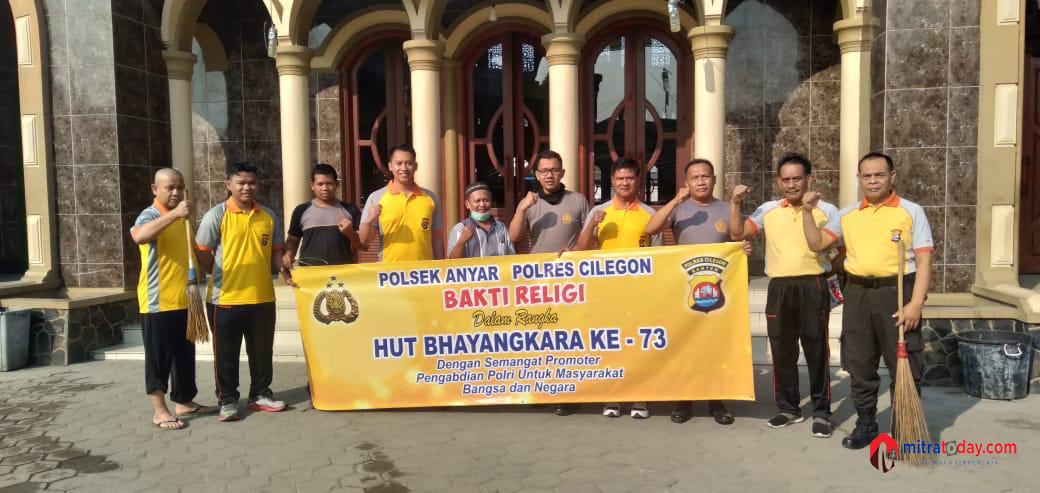 POLSEK ANYAR POLRES CILEGON
BAKTI RELIGI
Dalam Rangka
HUT BHAYANGKARA KE - 73
Dengan Semangat Promoter
Pengabdian Polri Untuk Masyarakat
Bangsa dan Negara
POLRES CILEGON
BANTEN
mitratoday.com